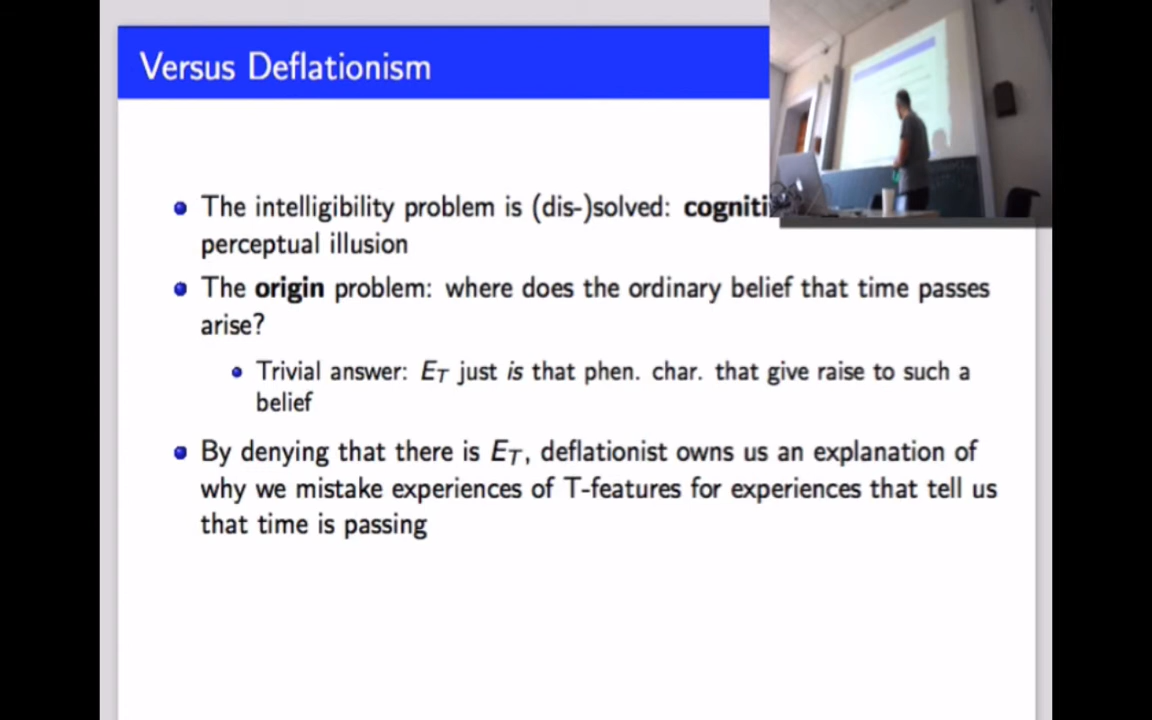 Versus Deflationism
The intelligibility problem is (dis-)solved:
perceptual illusion
The origin problem: where does the ordinary belief that time passes
arise?
Trivial answer: E_T just is that phen. char. that give raise to such a
belief
By denying that there is E_T, deflationist owns us an explanation of
why we mistake experiences of T-features for experiences that tell us
that time is passing